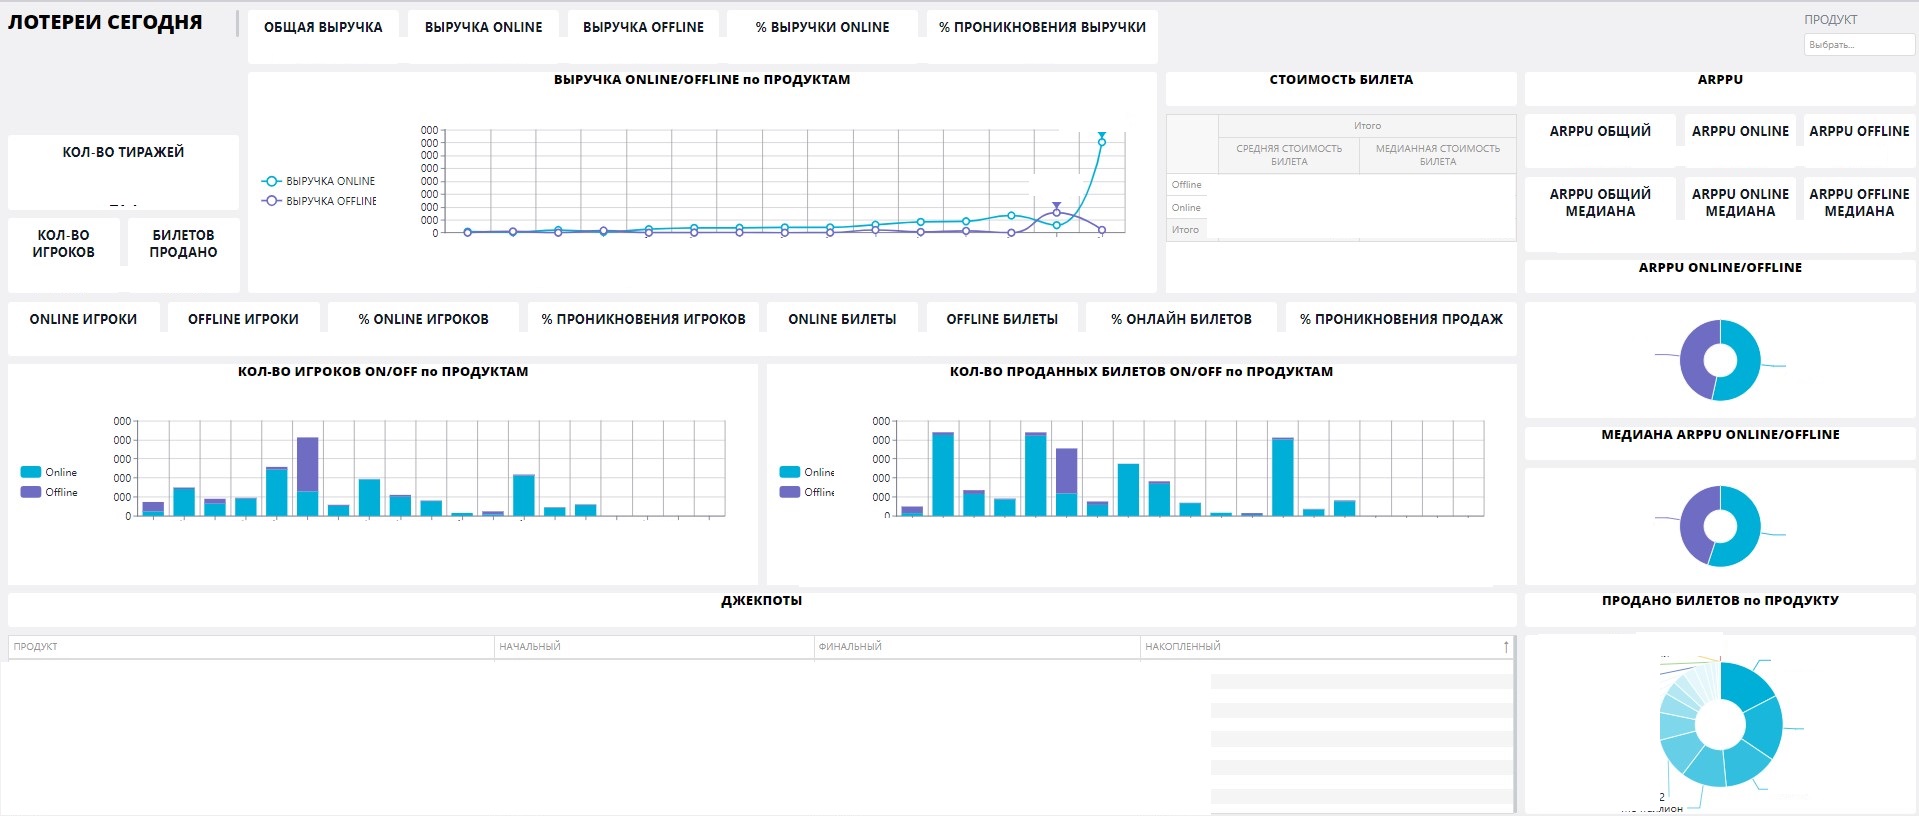 ЛОТЕРЕИ СЕГОДНЯ
ОБЩАЯ ВЫРУЧКА
ВЫРУЧКА ONLINE
ВЫРУЧКА OFFLINE
% ВЫРУЧКИ ONLINE
% ПРОНИКНОВЕНИЯ ВЫРУЧКИ
ПРОДУКТ
Выбрать...
КОЛ-ВО ТИРАЖЕЙ
КОЛ-ВО
ИГРОКОВ
БИЛЕТОВ
ПРОДАНО
ВЫРУЧКА ONLINE/OFFLINE по ПРОДУКТАМ
ВЫРУЧКА ONLINE
ВЫРУЧКА OFFLINE
000
000
000
000
000
000
000
000
0
СТОИМОСТЬ БИЛЕТА
Итого
СРЕДНЯЯ СТОИМОСТЬ
БИЛЕТА
МЕДИАННАЯ СТОИМОСТЬ
БИЛЕТА
Offline
Online
Итого
ARPPU
ARPPU ОБЩИЙ
ARPPU ONLINE
ARPPU OFFLINE
ARPPU ОБЩИЙ
МЕДИАНА
ARPPU ONLINE
МЕДИАНА
ARPPU OFFLINE
МЕДИАНА
ARPPU ONLINE/OFFLINE
ONLINE ИГРОКИ
OFFLINE ИГРОКИ
% ONLINE ИГРОКОВ
% ПРОНИКНОВЕНИЯ ИГРОКОВ
ONLINE БИЛЕТЫ
OFFLINE БИЛЕТЫ
% ОНЛАЙН БИЛЕТОВ
% ПРОНИКНОВЕНИЯ ПРОДАЖ
КОЛ-ВО ИГРОКОВ ON/OFF по ПРОДУКТАМ
Online
Offline
000
000
000
000
000
0
КОЛ-ВО ПРОДАННЫХ БИЛЕТОВ ON/OFF по ПРОДУКТАМ
Online
Offline
000
000
000
000
000
0
МЕДИАНА ARPPU ONLINE/OFFLINE
ДЖЕКПОТЫ
ПРОДУКТ
НАЧАЛЬНЫЙ
ФИНАЛЬНЫЙ
НАКОПЛЕННЫЙ
ПРОДАНО БИЛЕТОВ по ПРОДУКТУ
2